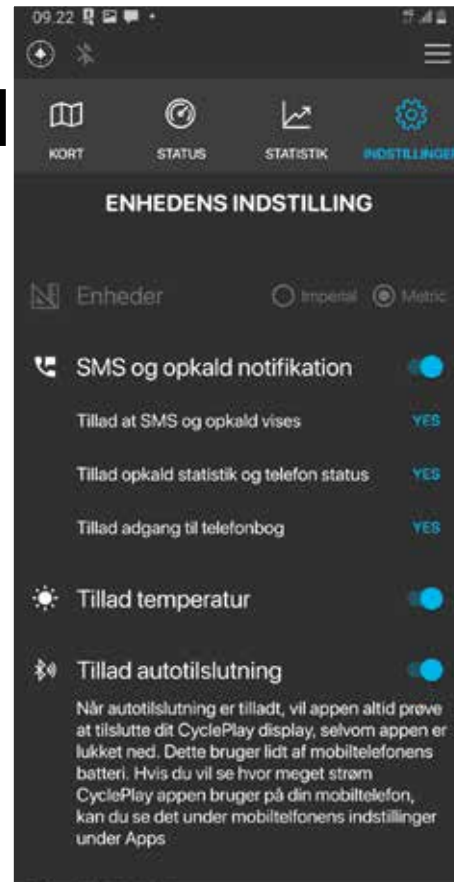 09.22
KORT STATUS STATISTIK INDSTILLINGER
ENHEDENS INDSTILLING
Enheder Imperial Metric
SMS og opkald notifikation
Tillad at SMS og opkald vises YES
Tillad opkald statistik og telefon status YES
Tillad adgang til telefonbog YES
Tillad temperatur
Tillad autotilslutning
Når autotilslutning er tilladt, vil appen altid prøve
at tilslutte dit CyclePlay display, selvom appen er
lukket ned. Dette bruger lidt af mobiltelefonens
batteri. Hvis du vil se hvor meget strøm
CyclePlay appen bruger på din mobiltelefon,
kan du se det under mobiltelfonens indstillinger
under Apps